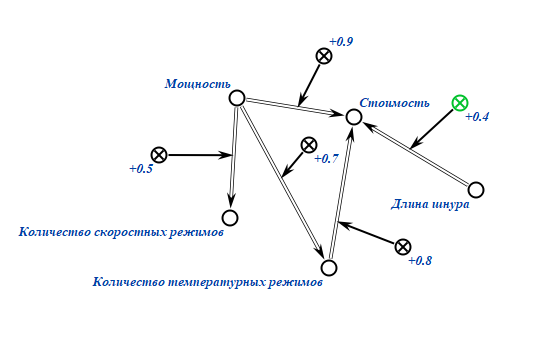 +0.9
Мощность
Стоимость
+0.4
+0.7
+0.5
Длина шнура
Количество скоростных режимов
+0.8
Количество температурных режимов